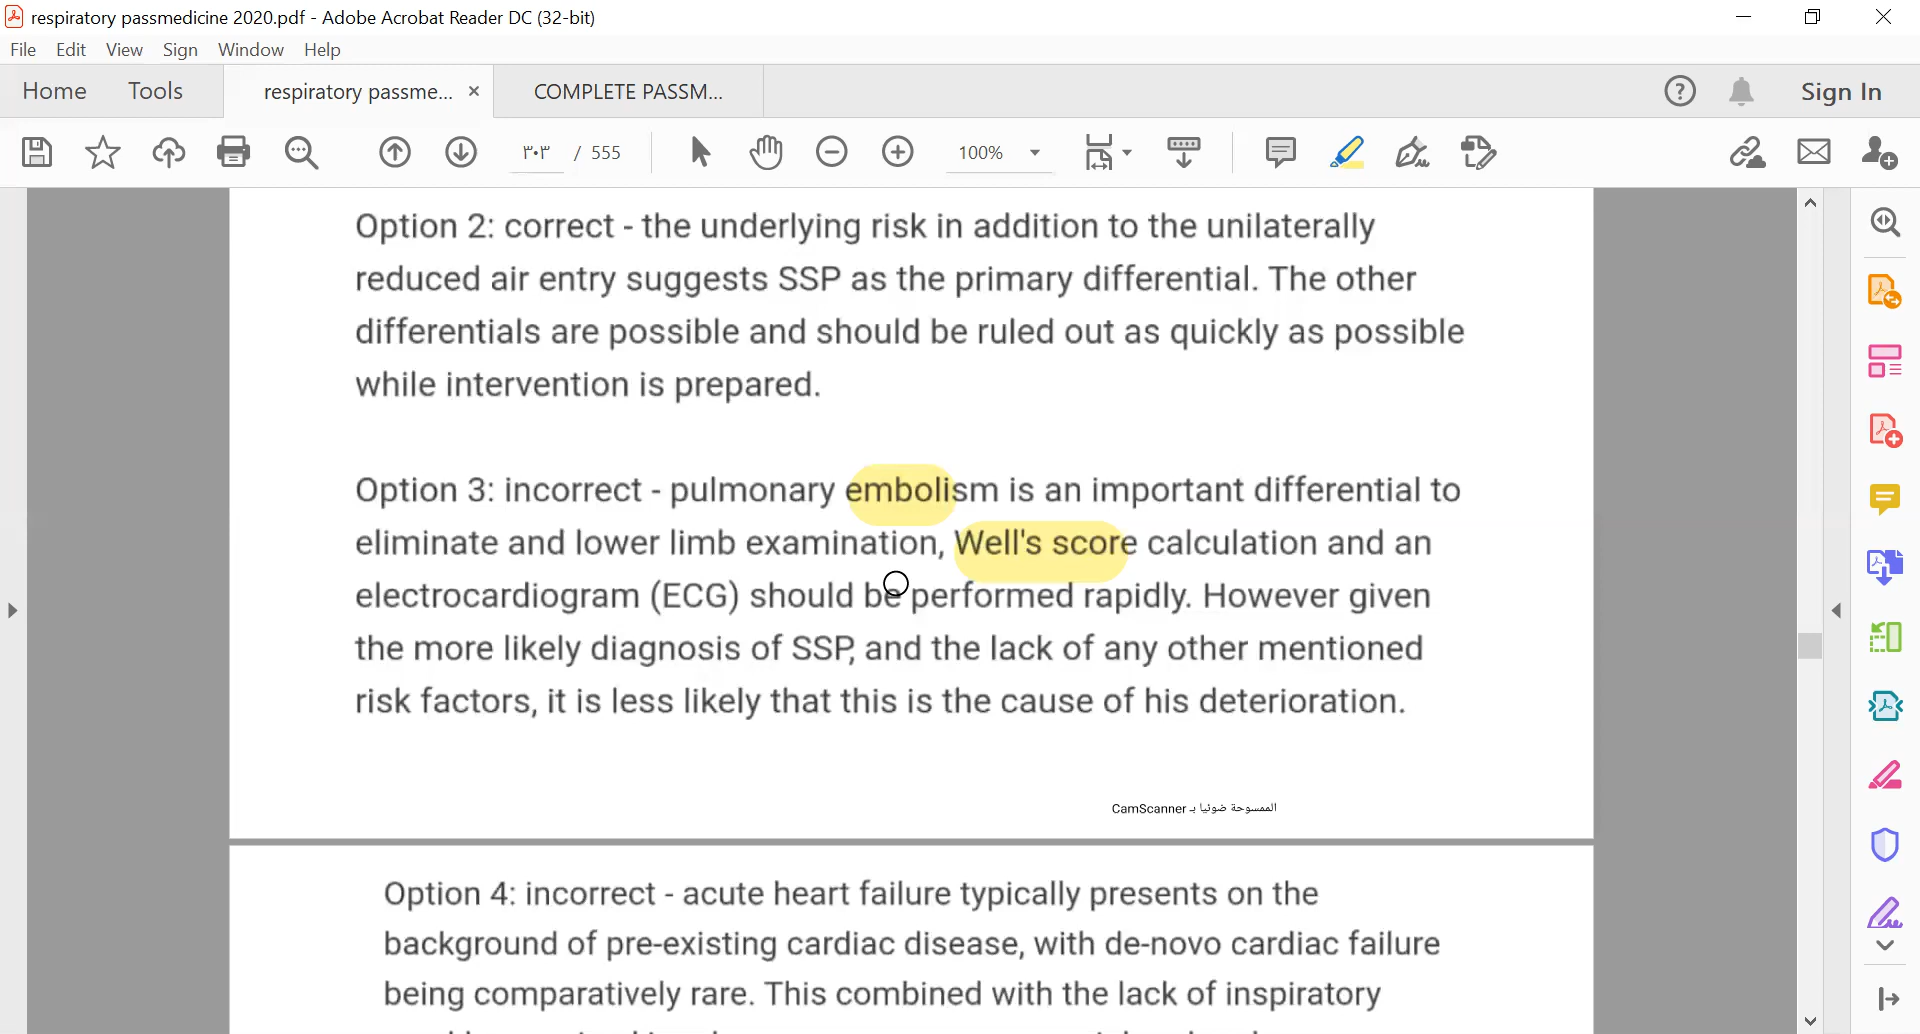 respiratory passmedicine 2020.pdf - Adobe Acrobat Reader DC (32-bit)
File Edit View Sign Window Help
Home Tools respiratory passme... × COMPLETE PASSM... Sign In
٣٠٣ / 555 100%
Option 2: correct - the underlying risk in addition to the unilaterally
reduced air entry suggests SSP as the primary differential. The other
differentials are possible and should be ruled out as quickly as possible
while intervention is prepared.
Option 3: incorrect - pulmonary embolism is an important differential to
eliminate and lower limb examination, Well's score calculation and an
electrocardiogram (ECG) should be performed rapidly. However given
the more likely diagnosis of SSP, and the lack of any other mentioned
risk factors, it is less likely that this is the cause of his deterioration.
الممسوحة ضوئيا بـ CamScanner
Option 4: incorrect - acute heart failure typically presents on the
background of pre-existing cardiac disease, with de-novo cardiac failure
being comparatively rare. This combined with the lack of inspiratory